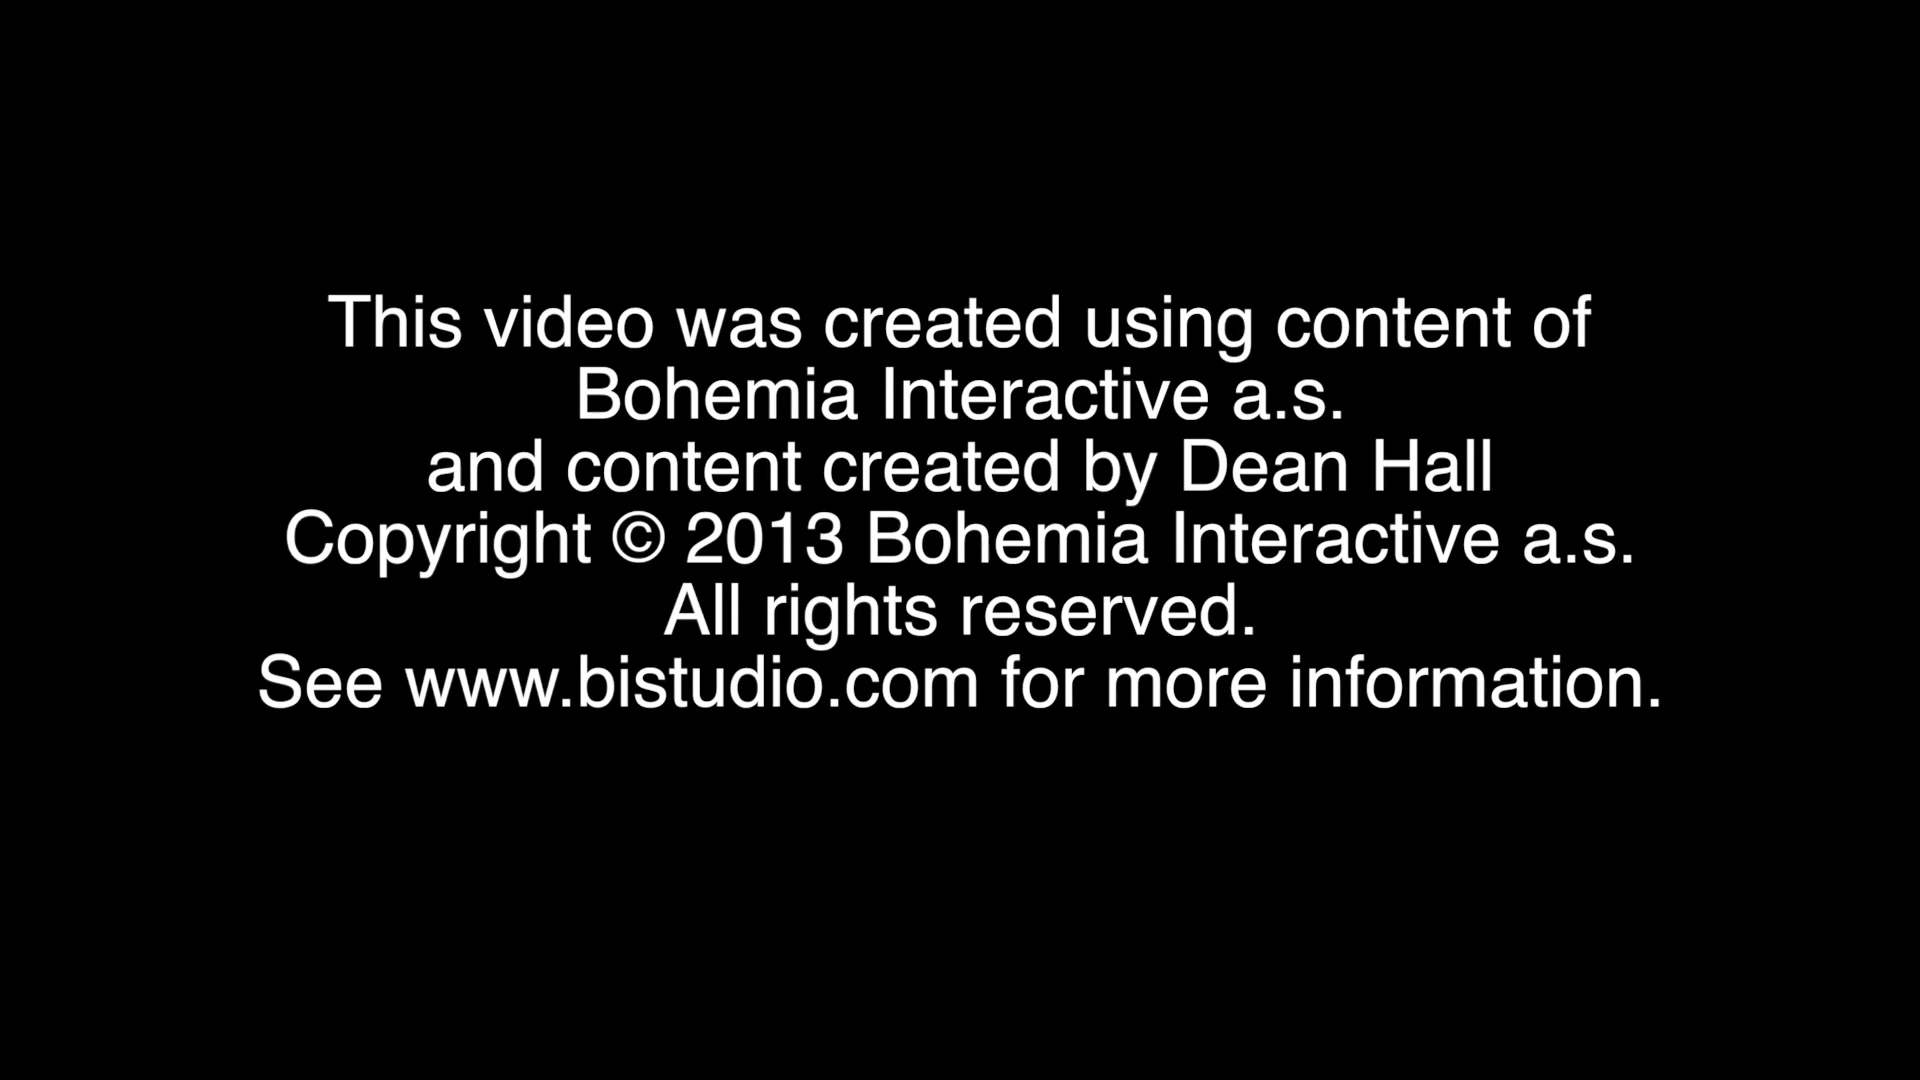 This video was created using content of
Bohemia Interactive a.s.
and content created by Dean Hall
Copyright © 2013 Bohemia Interactive a.s.
All rights reserved.
See www.bistudio.com for more information.